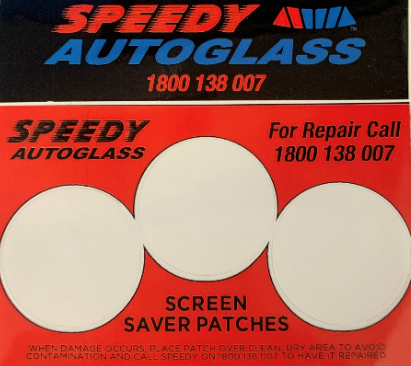 SPEEDY
AUTOGLASS
1800 138 007
SPEEDY
AUTOGLASS
For Repair Call
1800 138 007
SCREEN
SAVER PATCHES
WHEN DAMAGE OCCURS, PLACE PATCH OVER CLEAN, DRY AREA TO AVOID
CONTAMINATION AND CALL SPEEDY ON 1800 138 007 TO HAVE IT REPAIRED.